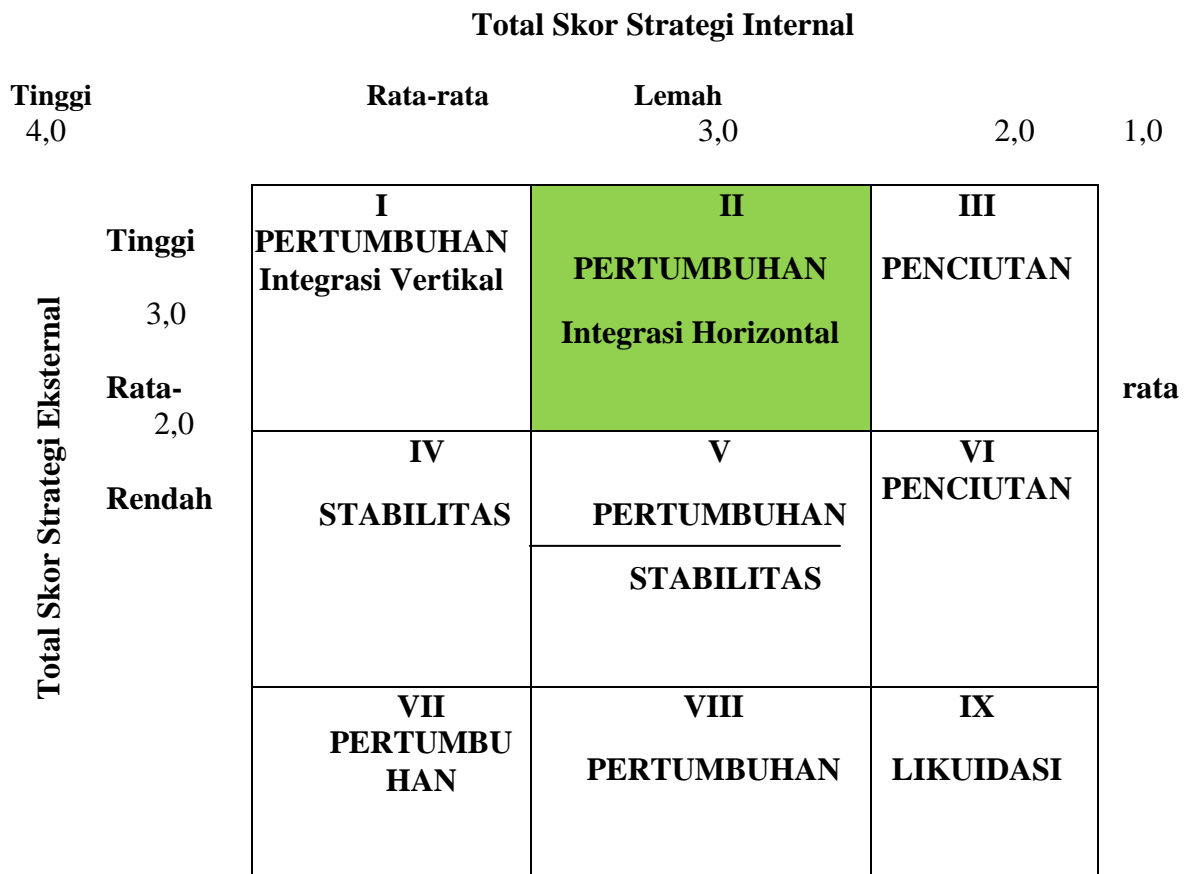 Total Skor Strategi Internal
Tinggi Rata-rata Lemah
4,0 3,0 2,0 1,0
Total Skor Strategi Eksternal
Tinggi
3,0
Rata- rata
2,0
Rendah
I
PERTUMBUHAN
Integrasi Vertikal
II
PERTUMBUHAN
Integrasi Horizontal
III
PENCIUTAN
IV
STABILITAS
V
PERTUMBUHAN
STABILITAS
VI
PENCIUTAN
VII
PERTUMBU
HAN
VIII
PERTUMBUHAN
IX
LIKUIDASI